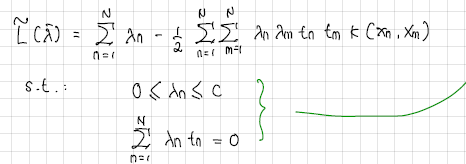 L̃(λ̄) = Σ_{n=1}^{N} λn - 1/2 Σ_{n=1}^{N} Σ_{m=1}^{N} λn λm tn tm k(xn, xm)
s.t.: 0 ≤ λn ≤ C
Σ_{n=1}^{N} λn tn = 0